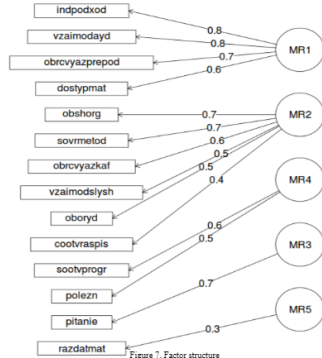 indpodxod
0.8
vzaimodayd
0.8
MR1
obrcvyazprepod
0.7
dostypmat
0.6
obshorg
0.7
MR2
sovrmetod
0.7
obrcvyazkaf
0.6
vzaimodslysh
0.5
oboryd
0.5
MR4
cootvraspis
0.4
sootvprogr
0.6
polezn
0.5
MR3
pitanie
0.7
razdatmat
0.3
MR5
Figure 7. Factor structure